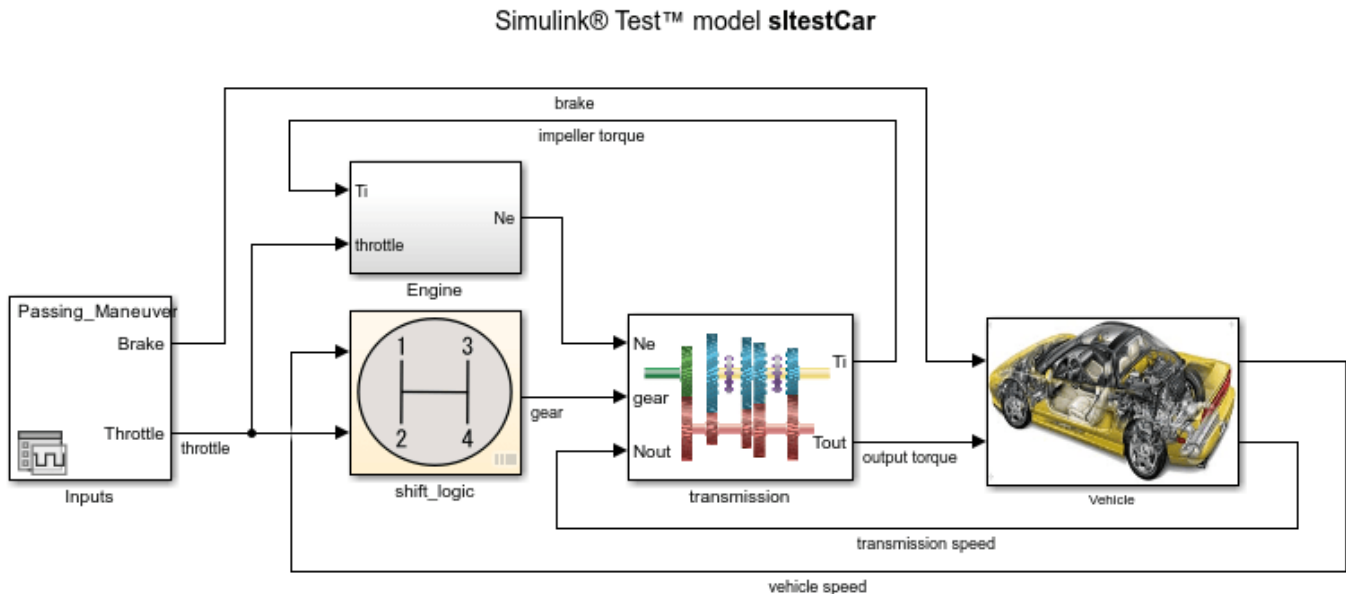 Simulink® Test™ model sltestCar
brake
impeller torque
Ti
Ne
throttle
Engine
Passing_Maneuver
Brake
Throttle
Inputs
throttle
1 3
2 4
shift_logic
gear
Ne
gear
Nout
Ti
Tout
transmission
output torque
Vehicle
transmission speed
vehicle speed